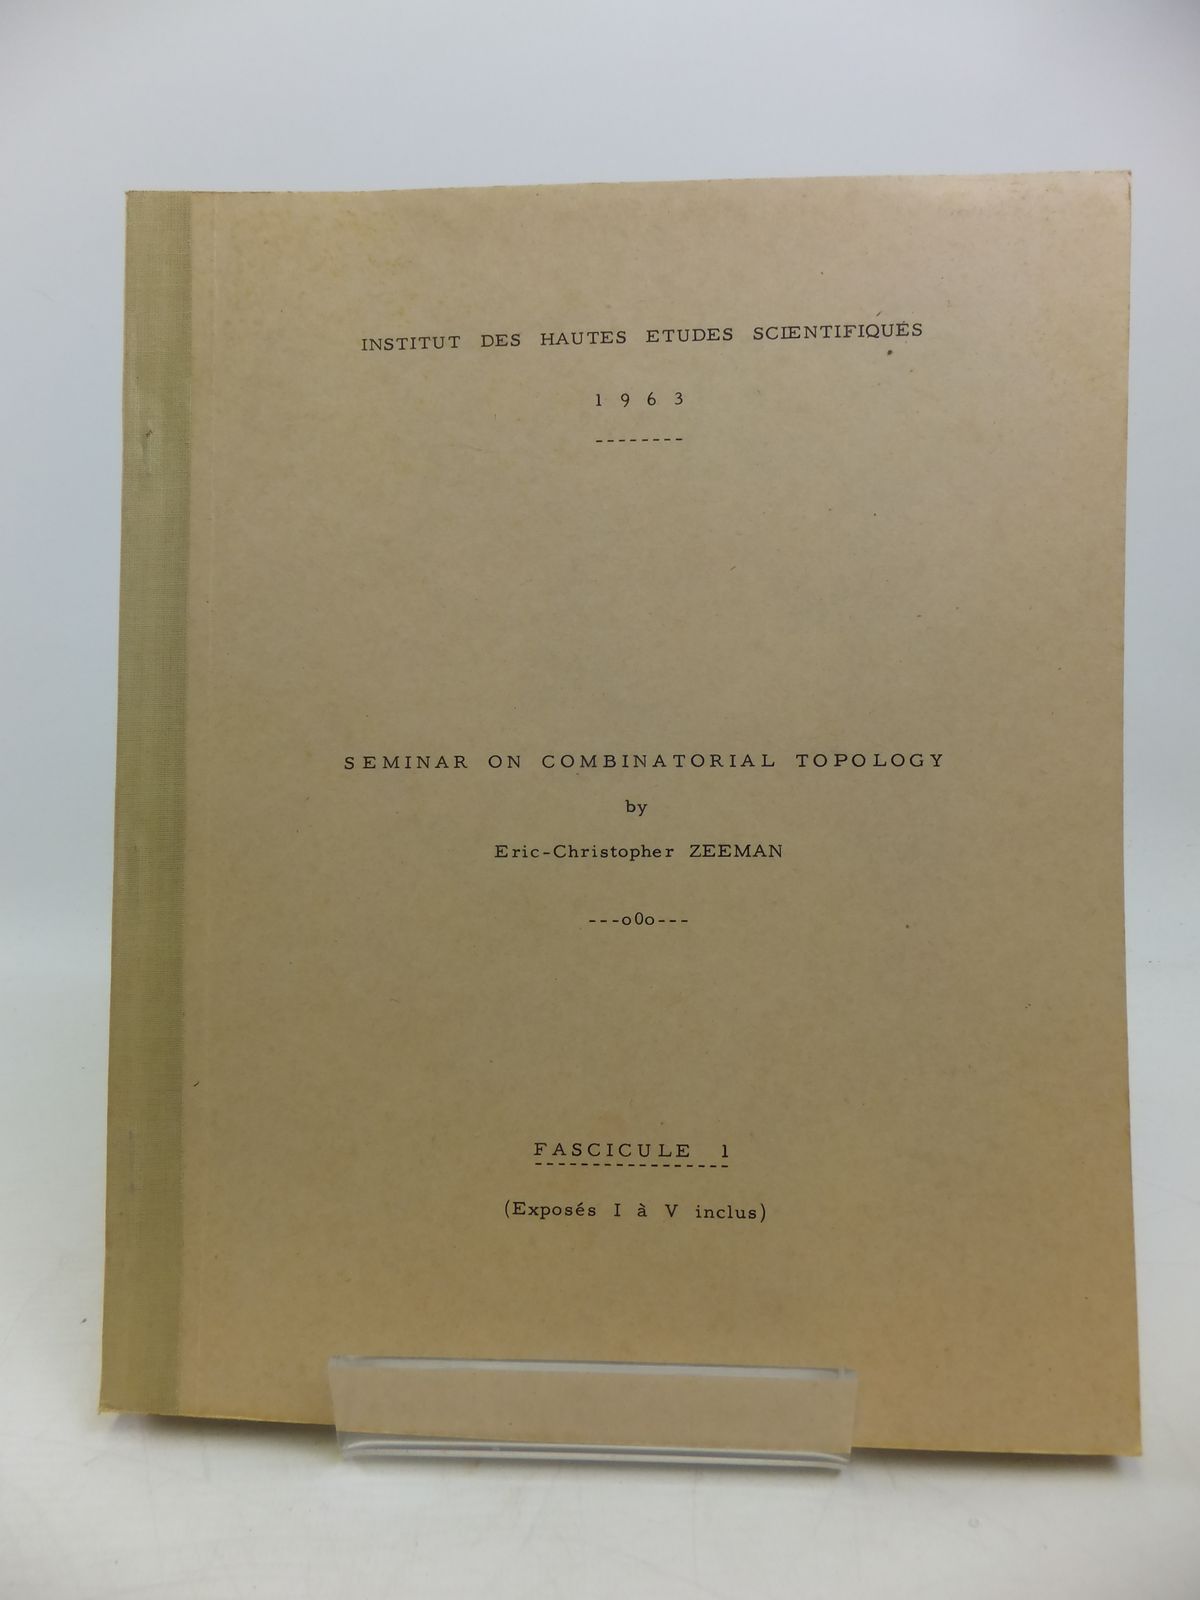 INSTITUT DES HAUTES ETUDES SCIENTIFIQUES
1 9 6 3
--------
SEMINAR ON COMBINATORIAL TOPOLOGY
by
Eric-Christopher ZEEMAN
---oOo---
FASCICULE 1
(Exposés I à V inclus)